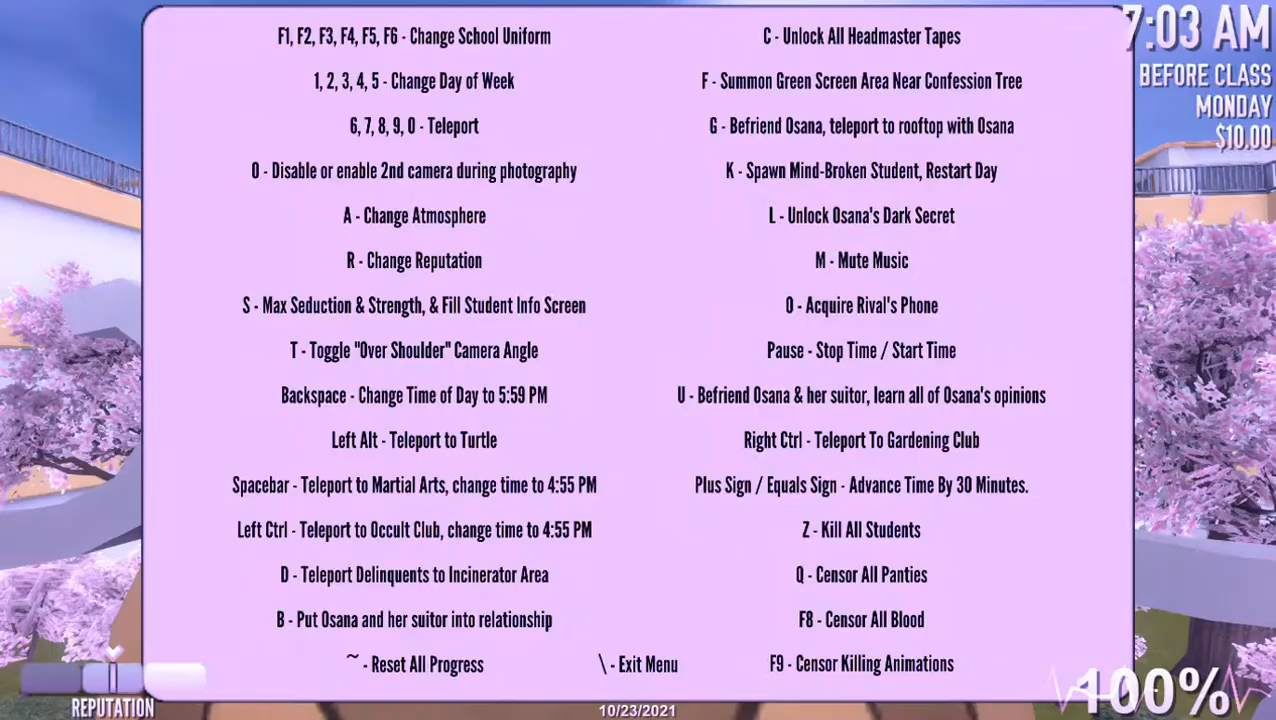 F1, F2, F3, F4, F5, F6 - Change School Uniform
1, 2, 3, 4, 5 - Change Day of Week
6, 7, 8, 9, 0 - Teleport
0 - Disable or enable 2nd camera during photography
A - Change Atmosphere
R - Change Reputation
S - Max Seduction & Strength, & Fill Student Info Screen
T - Toggle "Over Shoulder" Camera Angle
Backspace - Change Time of Day to 5:59 PM
Left Alt - Teleport to Turtle
Spacebar - Teleport to Martial Arts, change time to 4:55 PM
Left Ctrl - Teleport to Occult Club, change time to 4:55 PM
D - Teleport Delinquents to Incinerator Area
B - Put Osana and her suitor into relationship
~ - Reset All Progress
\ - Exit Menu
C - Unlock All Headmaster Tapes
F - Summon Green Screen Area Near Confession Tree
G - Befriend Osana, teleport to rooftop with Osana
K - Spawn Mind-Broken Student, Restart Day
L - Unlock Osana's Dark Secret
M - Mute Music
O - Acquire Rival's Phone
Pause - Stop Time / Start Time
U - Befriend Osana & her suitor, learn all of Osana's opinions
Right Ctrl - Teleport To Gardening Club
Plus Sign / Equals Sign - Advance Time By 30 Minutes.
Z - Kill All Students
Q - Censor All Panties
F8 - Censor All Blood
F9 - Censor Killing Animations
7:03 AM
BEFORE CLASS
MONDAY
$10.00
REPUTATION
10/23/2021
100%